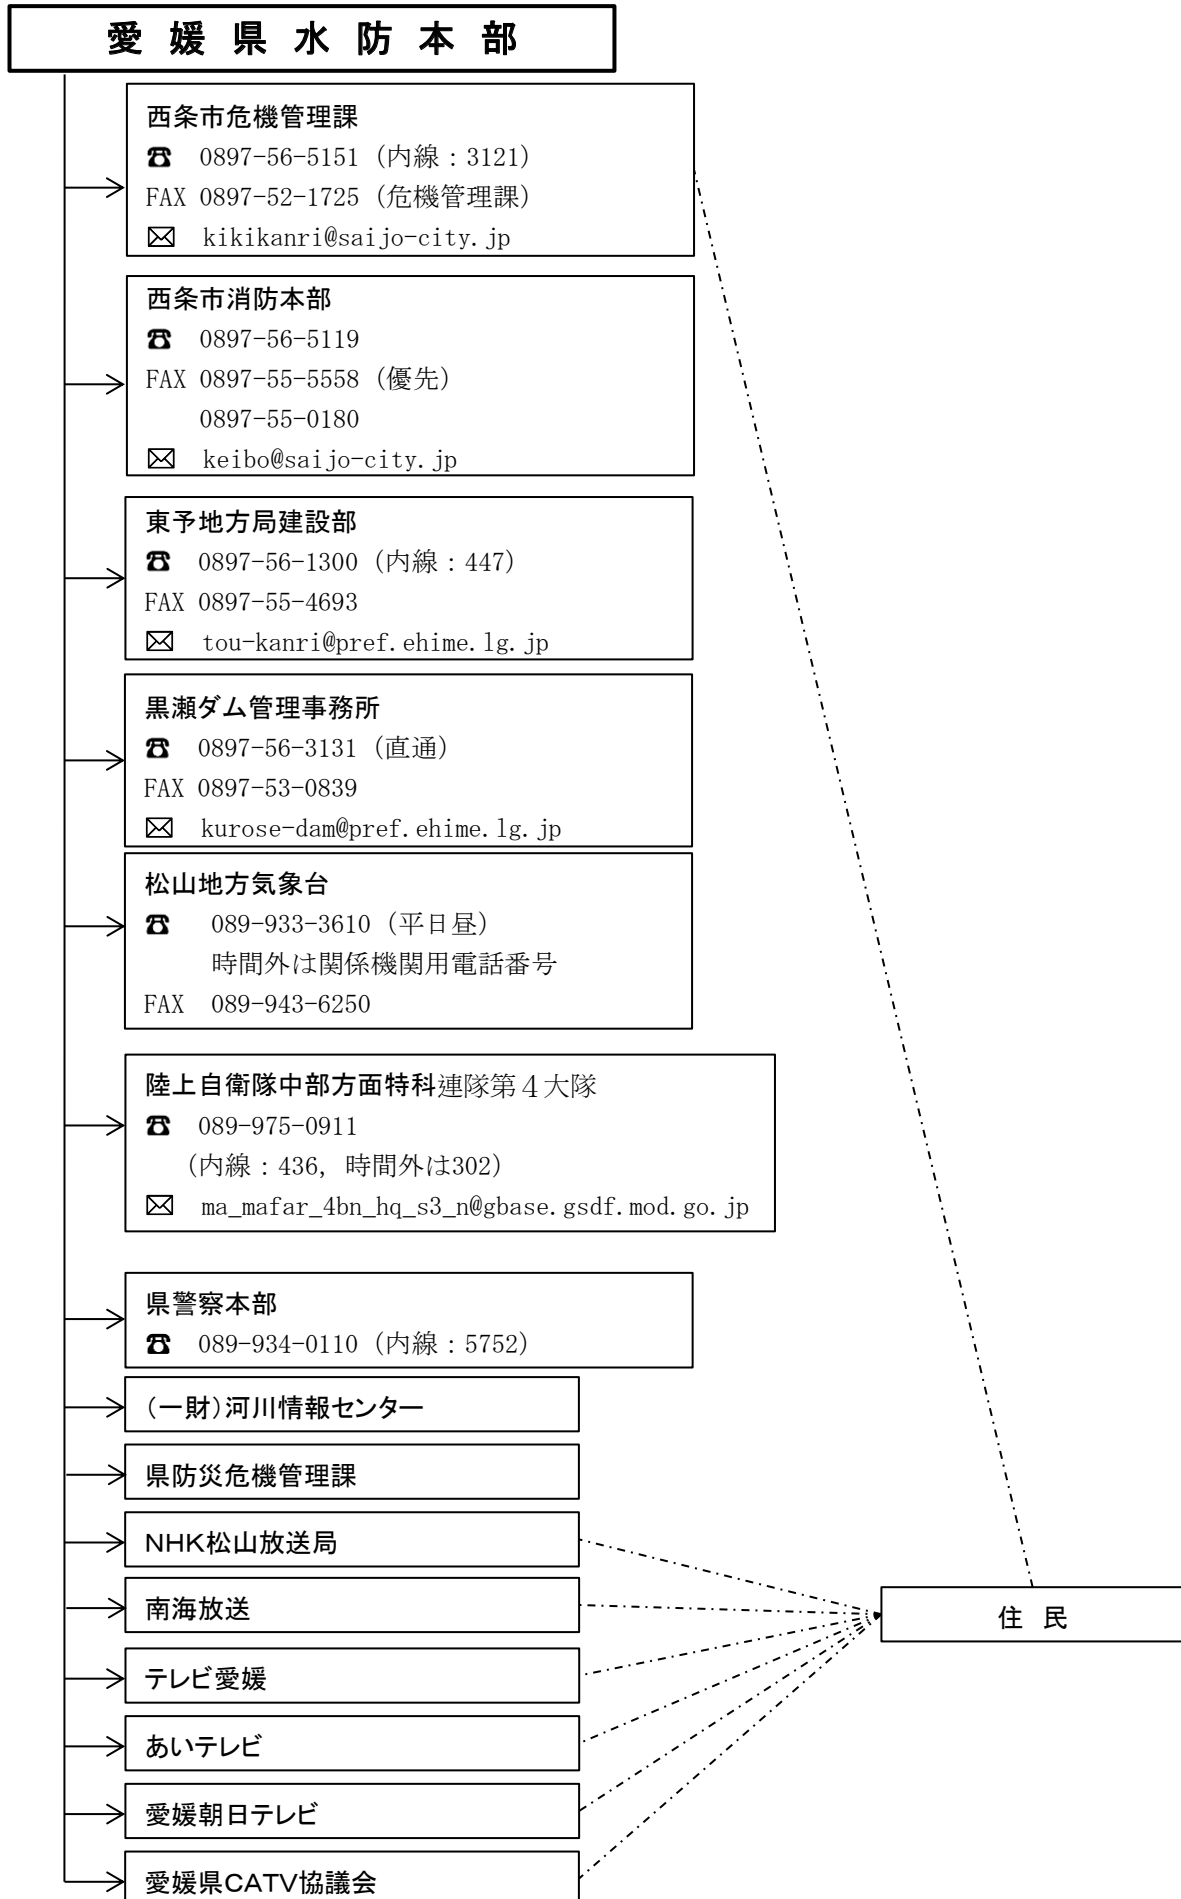 愛媛県水防本部
西条市危機管理課
☎ 0897-56-5151（内線：3121）
FAX 0897-52-1725（危機管理課）
✉ kikikanri@saijo-city.jp
西条市消防本部
☎ 0897-56-5119
FAX 0897-55-5558（優先）
0897-55-0180
✉ keibo@saijo-city.jp
東予地方局建設部
☎ 0897-56-1300（内線：447）
FAX 0897-55-4693
✉ tou-kanri@pref.ehime.lg.jp
黒瀬ダム管理事務所
☎ 0897-56-3131（直通）
FAX 0897-53-0839
✉ kurose-dam@pref.ehime.lg.jp
松山地方気象台
☎ 089-933-3610（平日昼）
時間外は関係機関用電話番号
FAX 089-943-6250
陸上自衛隊中部方面特科連隊第４大隊
☎ 089-975-0911
（内線：436，時間外は302）
✉ ma_mafar_4bn_hq_s3_n@gbase.gsdf.mod.go.jp
県警察本部
☎ 089-934-0110（内線：5752）
（一財）河川情報センター
県防災危機管理課
NHK松山放送局
南海放送
住民
テレビ愛媛
あいテレビ
愛媛朝日テレビ
愛媛県CATV協議会